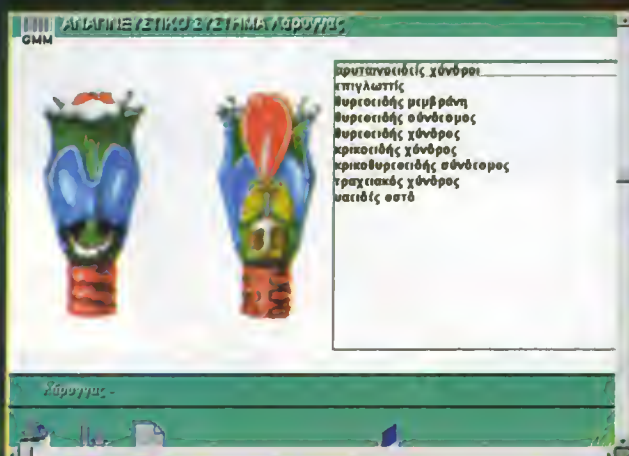 ΑΝΑΠΝΕΥΣΤΙΚΟ ΣΥΣΤΗΜΑ Λάρυγγας
GMM
αρυταινοειδείς χόνδροι
επιγλωττίς
θυρεοειδής μεμβράνη
θυρεοειδής σύνδεσμος
θυρεοειδής χόνδρος
κρικοειδής χόνδρος
κρικοθυρεοειδής σύνδεσμος
τραχειακός χόνδρος
υοειδές οστό
Λάρυγγας -